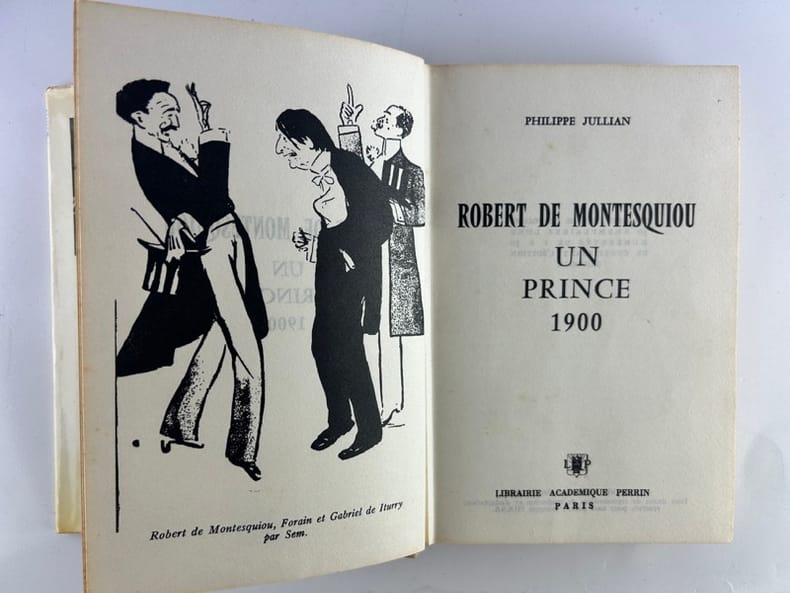 Robert de Montesquiou, Forain et Gabriel de Iturry
par Sem.
PHILIPPE JULLIAN
ROBERT DE MONTESQUIOU
UN
PRINCE
1900
L P
LIBRAIRIE ACADEMIQUE PERRIN
PARIS